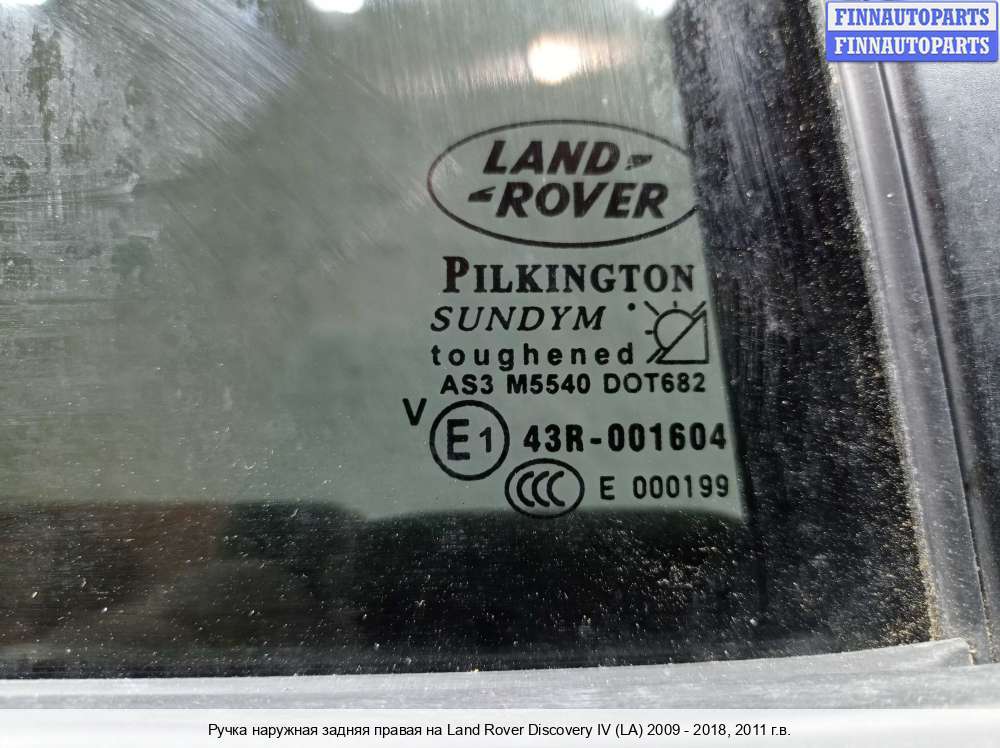 FINNAUTOPARTS
FINNAUTOPARTS
LAND
ROVER
PILKINGTON
SUNDYM
toughened
AS3 M5540 DOT682
V
E1 43R-001604
CCC E 000199
Ручка наружная задняя правая на Land Rover Discovery IV (LA) 2009 - 2018, 2011 г.в.